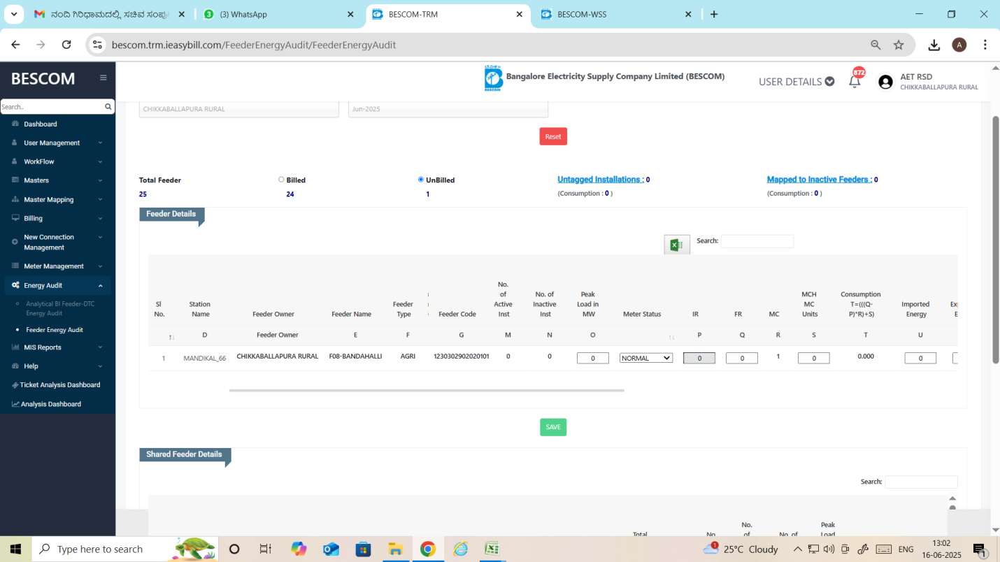 ನಂದಿ ಗಿರಿಧಾಮದಲ್ಲಿ ಸಚಿವ ಸಂಪು
(3) WhatsApp
BESCOM-TRM
BESCOM-WSS
bescom.trm.ieasybill.com/FeederEnergyAudit/FeederEnergyAudit
A
BESCOM
Bangalore Electricity Supply Company Limited (BESCOM)
USER DETAILS
872
AET RSD
CHIKKABALLAPURA RURAL
Search..
Dashboard
User Management
WorkFlow
Masters
Master Mapping
Billing
New Connection
Management
Meter Management
Energy Audit
Analytical BI Feeder-DTC
Energy Audit
Feeder Energy Audit
MIS Reports
Help
Ticket Analysis Dashboard
Analysis Dashboard
CHIKKABALLAPURA RURAL
Jun-2025
Reset
Total Feeder
25
Billed
24
UnBilled
1
Untagged Installations : 0
(Consumption : 0 )
Mapped to Inactive Feeders : 0
(Consumption : 0 )
Feeder Details
Search:
Sl No. Station Name Feeder Owner Feeder Name Feeder Type Feeder Code No. of Active Inst No. of Inactive Inst Peak Load in MW Meter Status IR FR MC MCH MC Units Consumption T=(((Q-P)*R)+S) Imported Energy
D Feeder Owner E F G M N O P Q R S T U
1 MANDIKAL_66 CHIKKABALLAPURA RURAL F08-BANDAHALLI AGRI 1230302902020101 0 0 0 NORMAL 0 0 1 0 0.000 0
SAVE
Shared Feeder Details
Search:
Total No. No. of No. of Peak Load
Type here to search
25°C Cloudy
ENG
13:02
16-06-2025
1